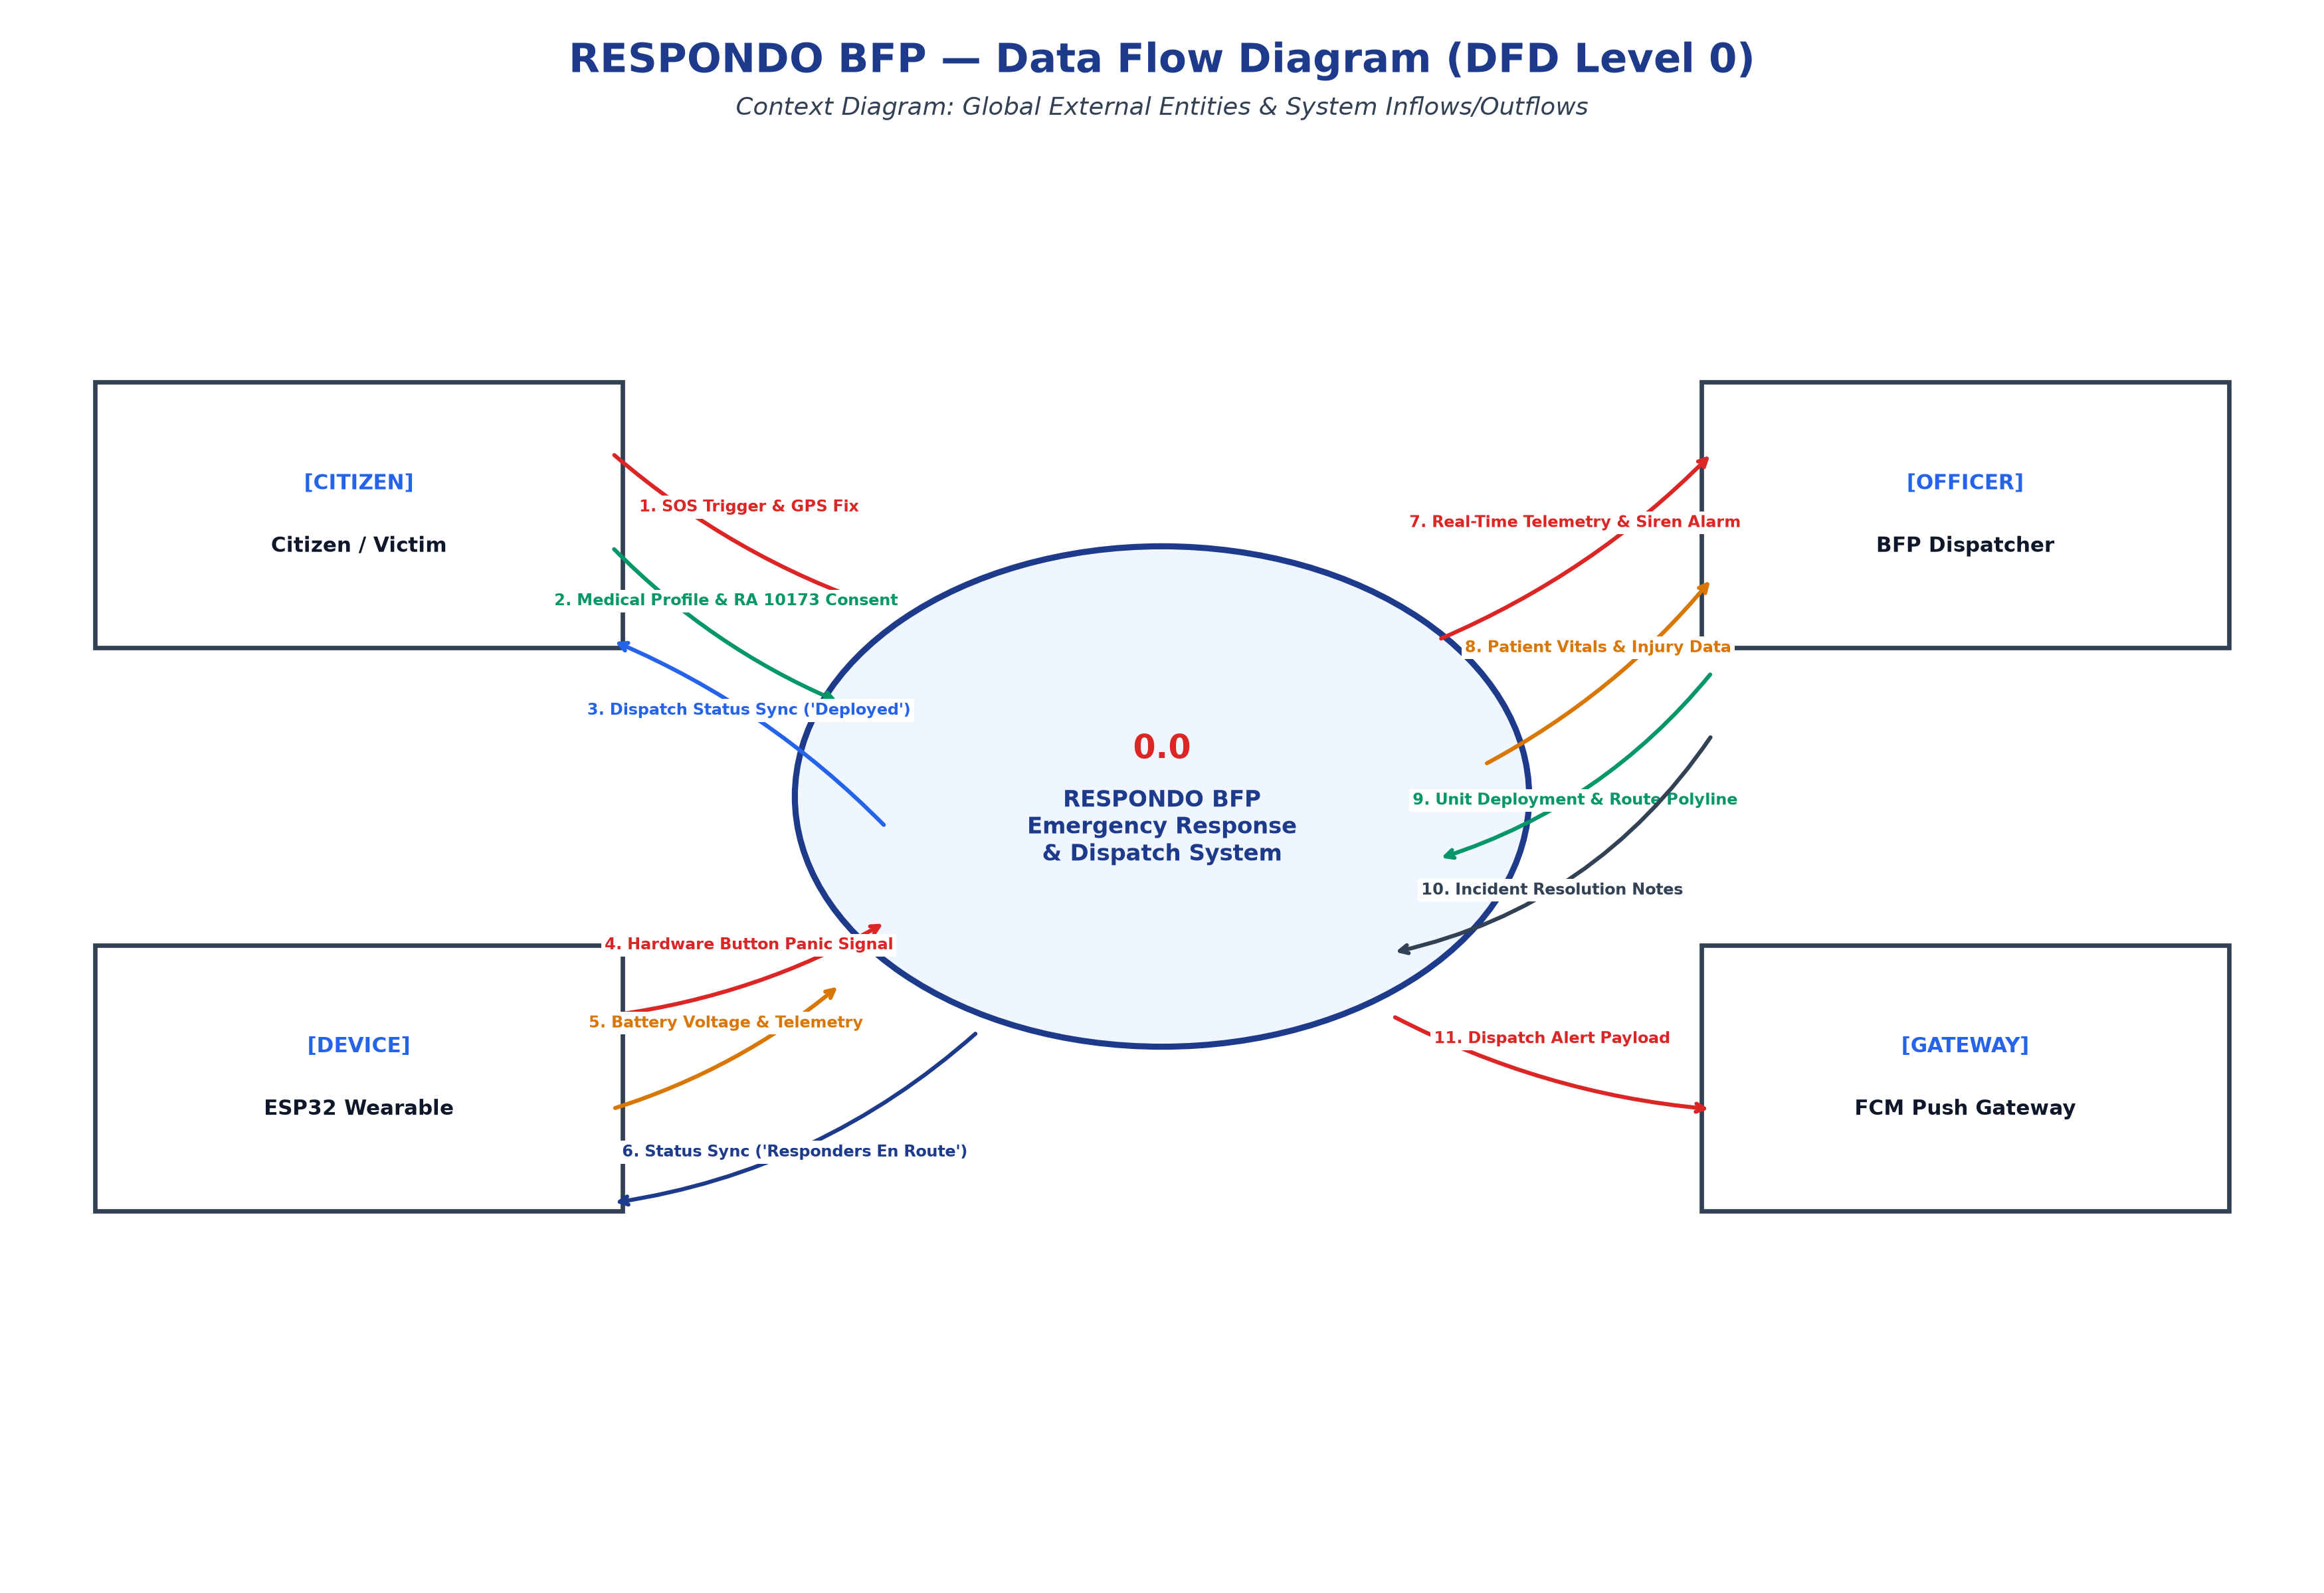 RESPONDO BFP — Data Flow Diagram (DFD Level 0)
Context Diagram: Global External Entities & System Inflows/Outflows
[CITIZEN]
Citizen / Victim
[OFFICER]
BFP Dispatcher
1. SOS Trigger & GPS Fix
2. Medical Profile & RA 10173 Consent
3. Dispatch Status Sync ('Deployed')
7. Real-Time Telemetry & Siren Alarm
8. Patient Vitals & Injury Data
9. Unit Deployment & Route Polyline
10. Incident Resolution Notes
0.0
RESPONDO BFP
Emergency Response
& Dispatch System
4. Hardware Button Panic Signal
5. Battery Voltage & Telemetry
6. Status Sync ('Responders En Route')
11. Dispatch Alert Payload
[DEVICE]
ESP32 Wearable
[GATEWAY]
FCM Push Gateway